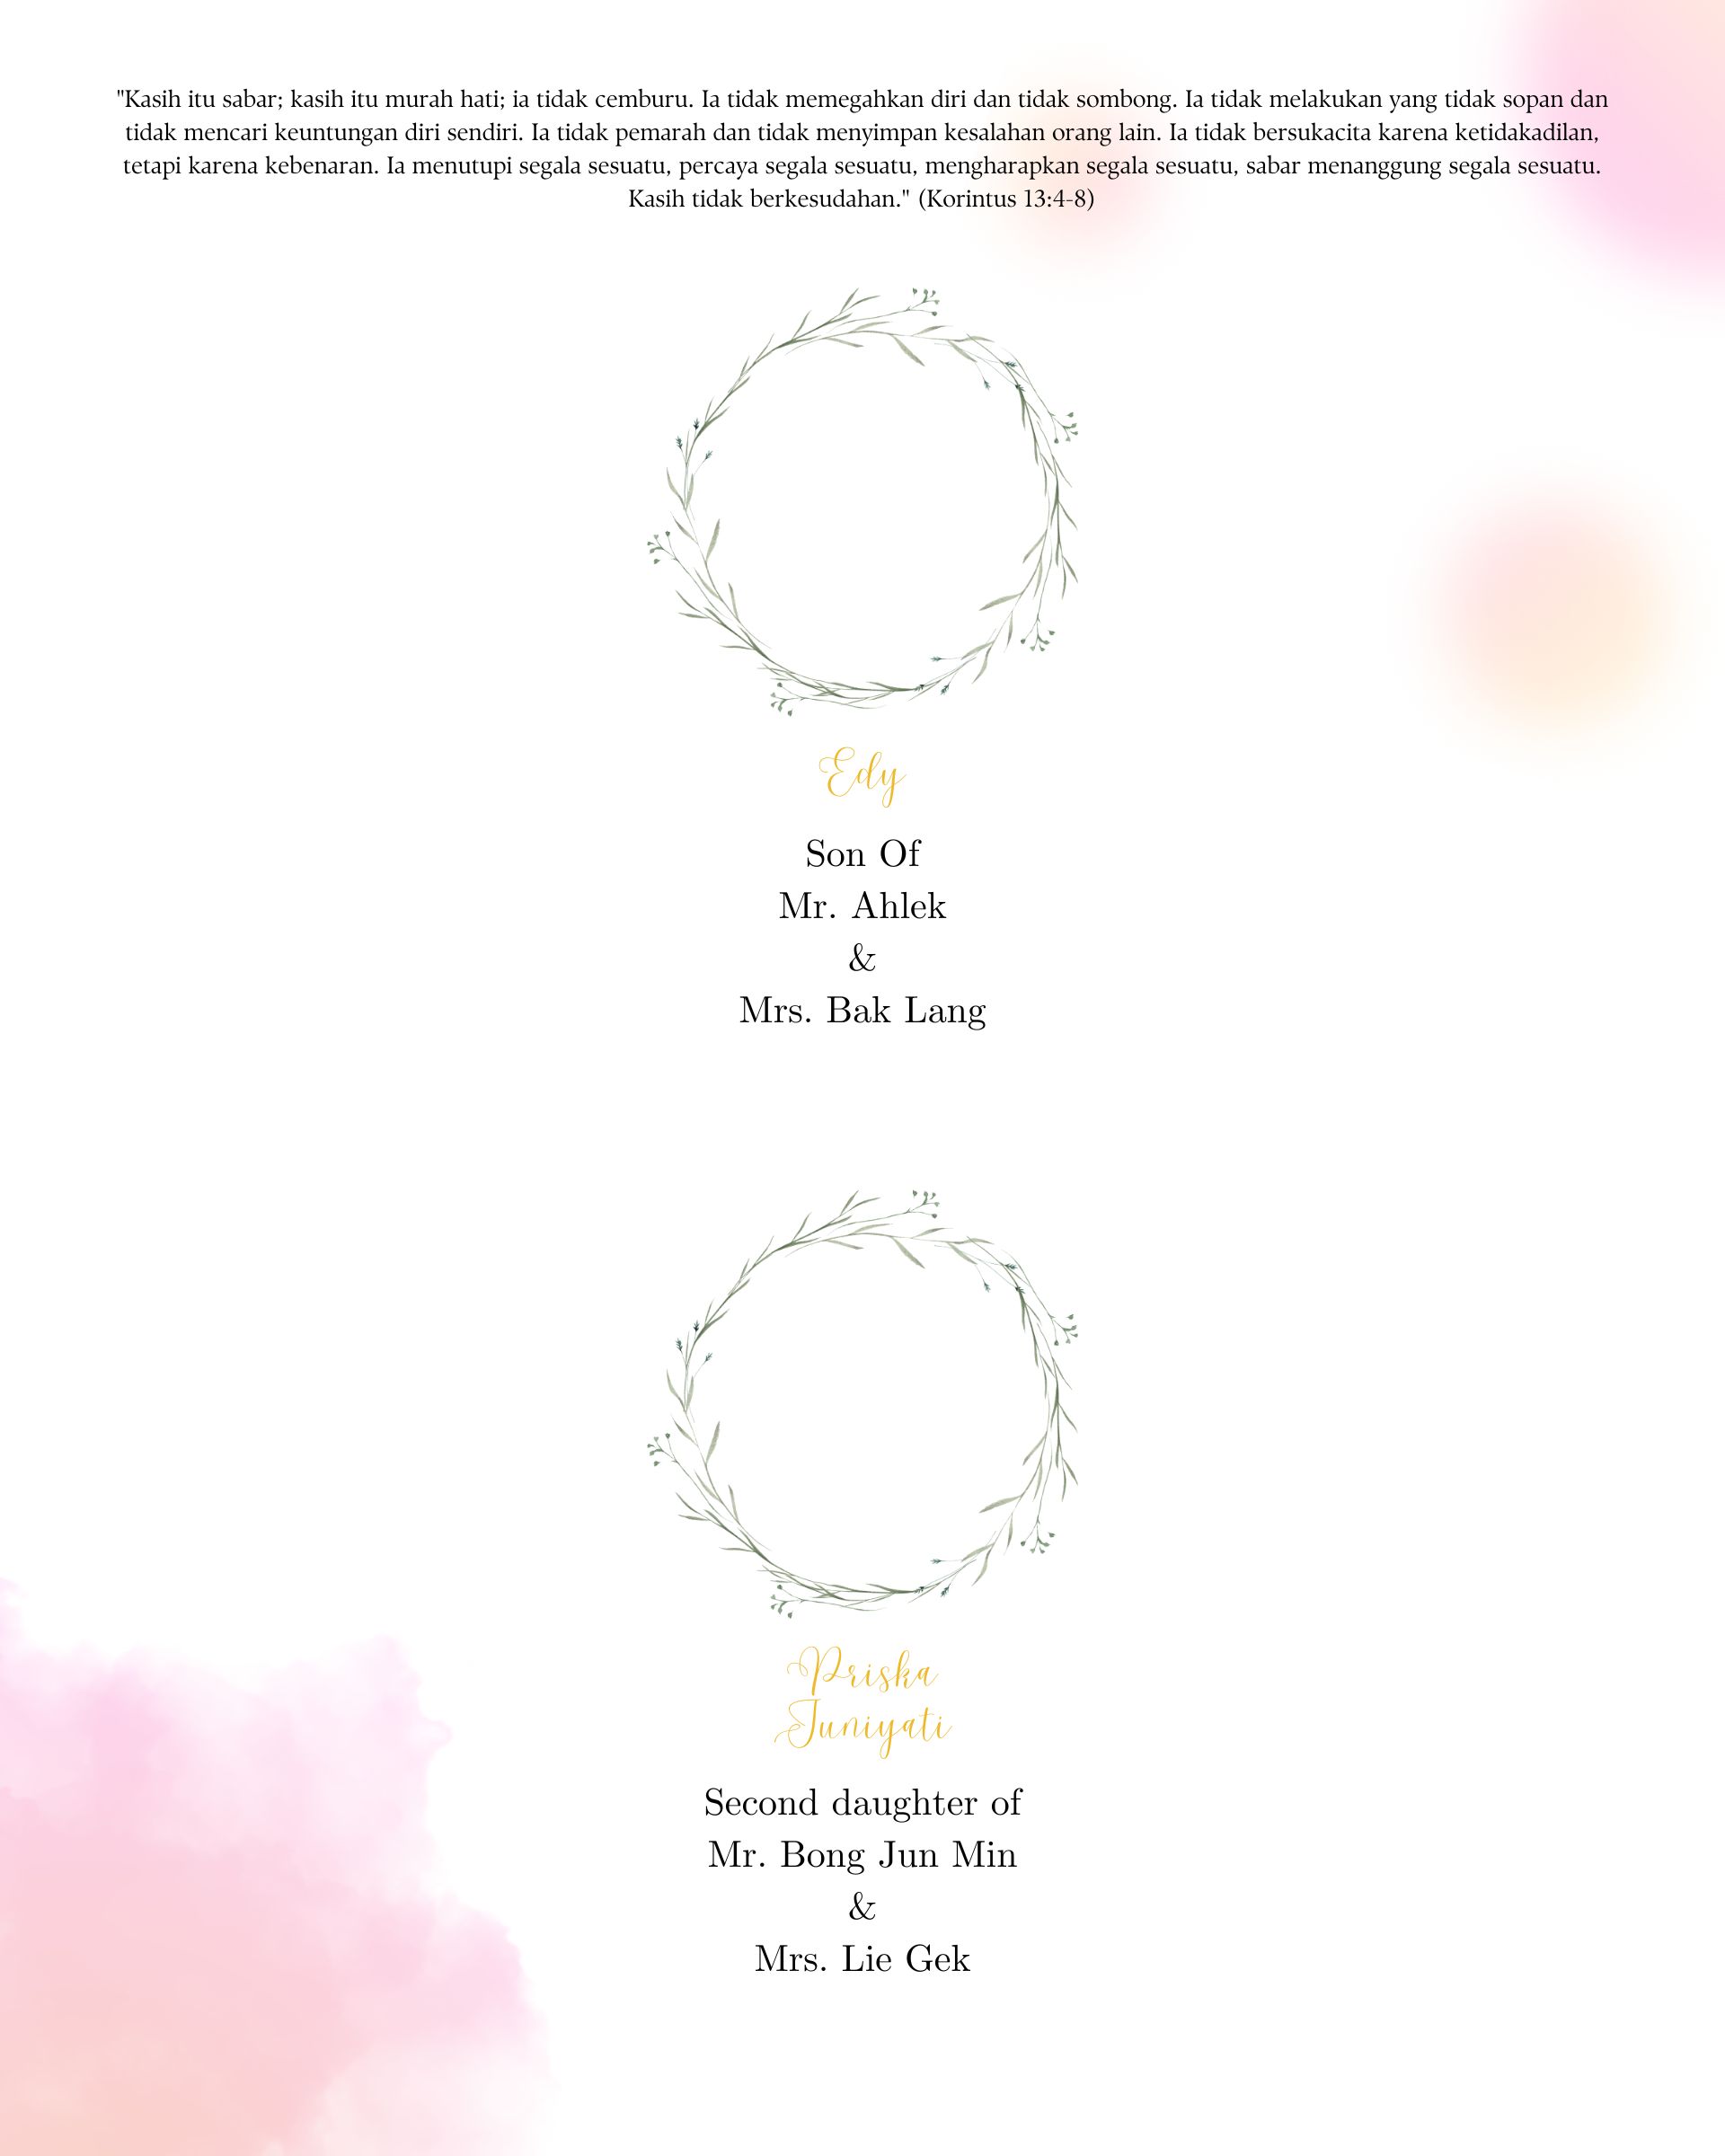 "Kasih itu sabar; kasih itu murah hati; ia tidak cemburu. Ia tidak memegahkan diri dan tidak sombong. Ia tidak melakukan yang tidak sopan dan
tidak mencari keuntungan diri sendiri. Ia tidak pemarah dan tidak menyimpan kesalahan orang lain. Ia tidak bersukacita karena ketidakadilan,
tetapi karena kebenaran. Ia menutupi segala sesuatu, percaya segala sesuatu, mengharapkan segala sesuatu, sabar menanggung segala sesuatu.
Kasih tidak berkesudahan." (Korintus 13:4-8)
Edy
Son Of
Mr. Ahlek
&
Mrs. Bak Lang
Priska
Juniyati
Second daughter of
Mr. Bong Jun Min
&
Mrs. Lie Gek